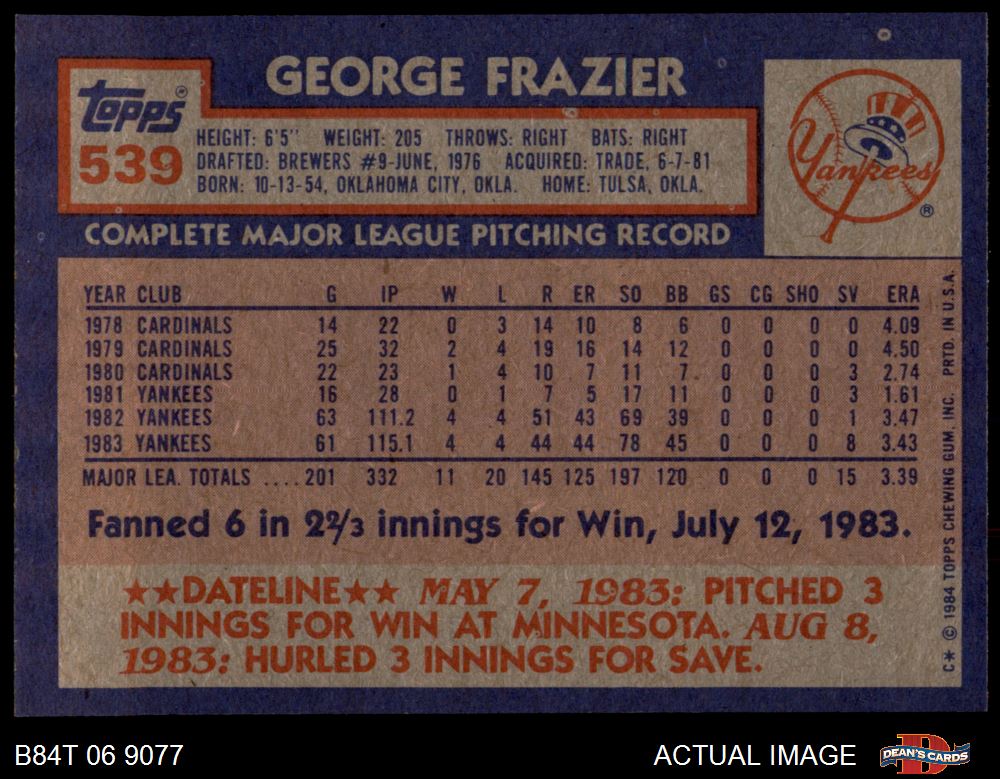 GEORGE FRAZIER
Topps®
539
HEIGHT: 6'5" WEIGHT: 205 THROWS: RIGHT BATS: RIGHT
DRAFTED: BREWERS #9-JUNE, 1976 ACQUIRED: TRADE, 6-7-81
BORN: 10-13-54, OKLAHOMA CITY, OKLA. HOME: TULSA, OKLA.
Yankees
®
COMPLETE MAJOR LEAGUE PITCHING RECORD
YEAR CLUB G IP W L R ER SO BB GS CG SHO SV ERA
1978 CARDINALS 14 22 0 3 14 10 8 6 0 0 0 0 4.09
1979 CARDINALS 25 32 2 4 19 16 14 12 0 0 0 0 4.50
1980 CARDINALS 22 23 1 4 10 7 11 7 0 0 0 3 2.74
1981 YANKEES 16 28 0 1 7 5 17 11 0 0 0 3 1.61
1982 YANKEES 63 111.2 4 4 51 43 69 39 0 0 0 1 3.47
1983 YANKEES 61 115.1 4 4 44 44 78 45 0 0 0 8 3.43
MAJOR LEA. TOTALS ....201 332 11 20 145 125 197 120 0 0 0 15 3.39
Fanned 6 in 2⅔ innings for Win, July 12, 1983.
★★DATELINE★★ MAY 7, 1983: PITCHED 3
INNINGS FOR WIN AT MINNESOTA. AUG 8,
1983: HURLED 3 INNINGS FOR SAVE.
C* © 1984 TOPPS CHEWING GUM, INC. PRTD. IN U.S.A.
B84T 06 9077
ACTUAL IMAGE
DEAN'S CARDS